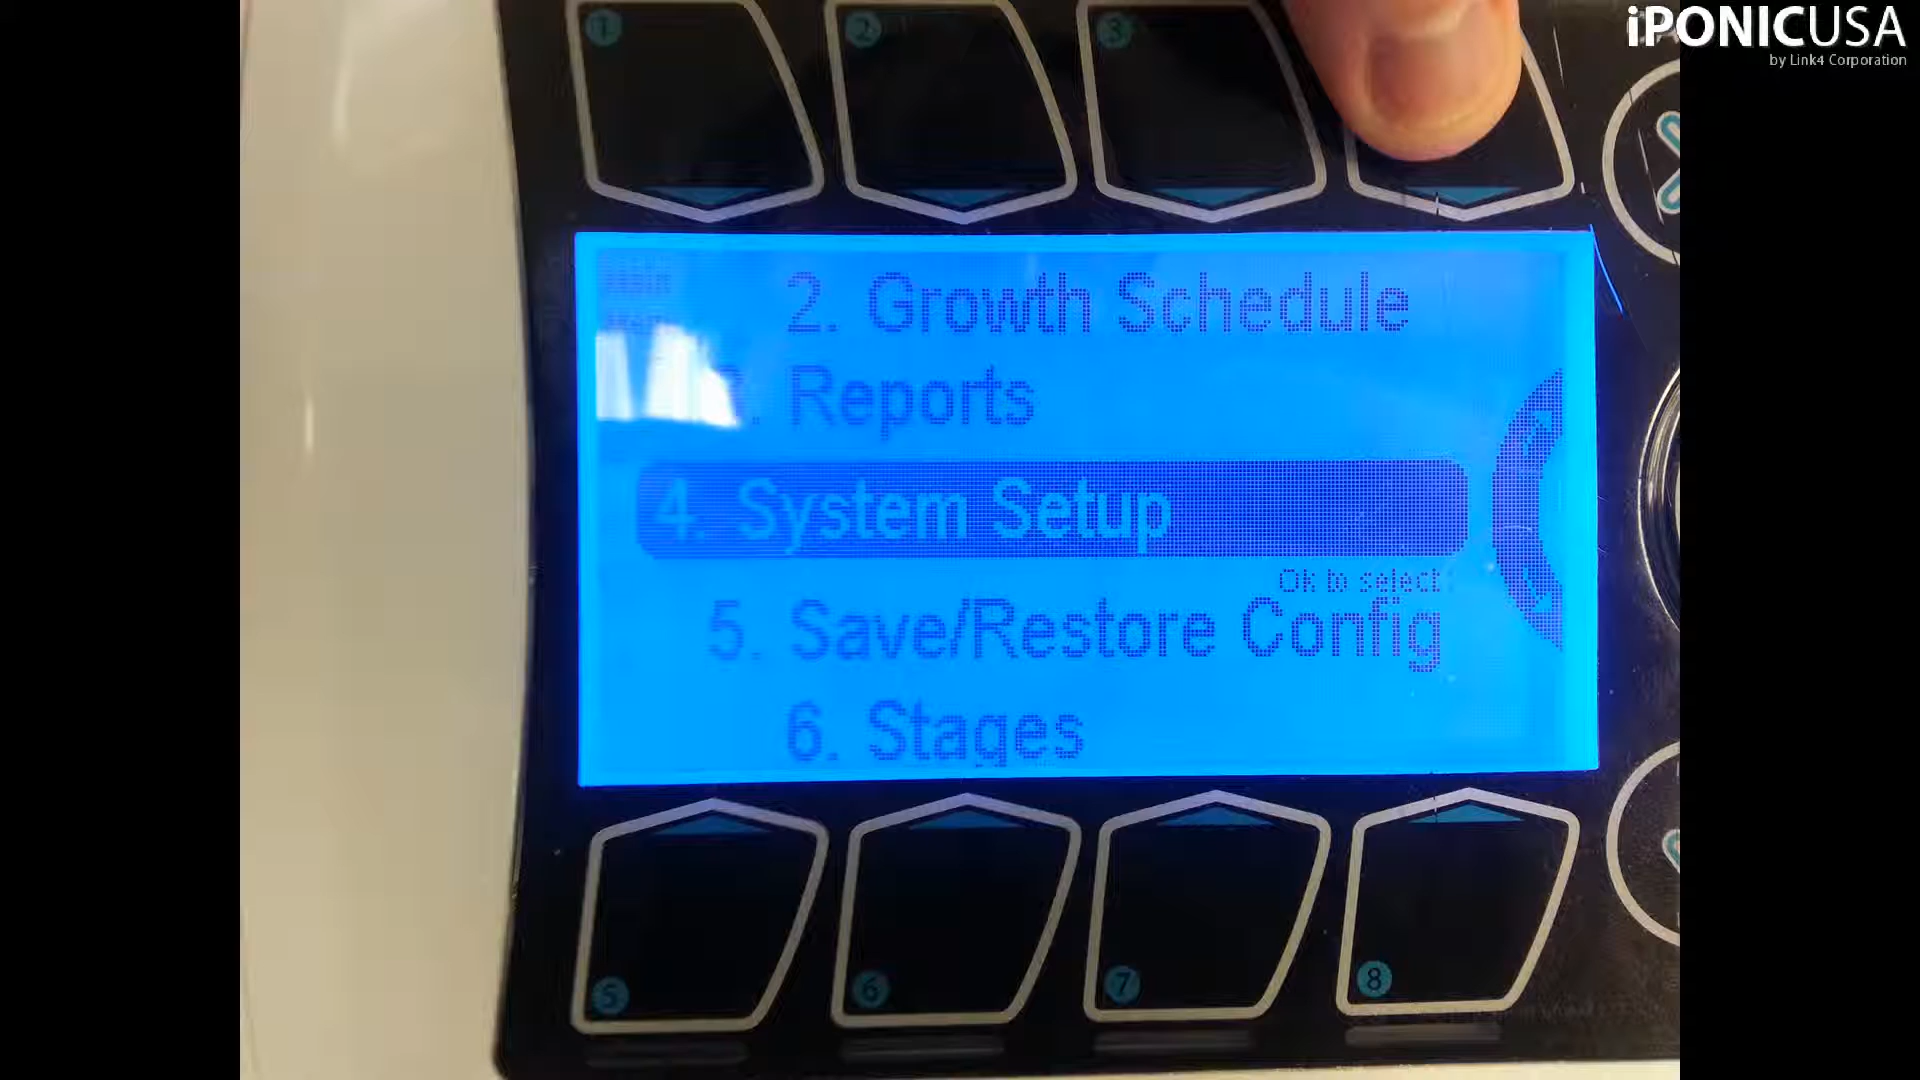 iPONICUSA
by Link4 Corporation
1
2
3
2. Growth Schedule
. Reports
4. System Setup
Ok to select
5. Save/Restore Config
6. Stages
5
6
7
8